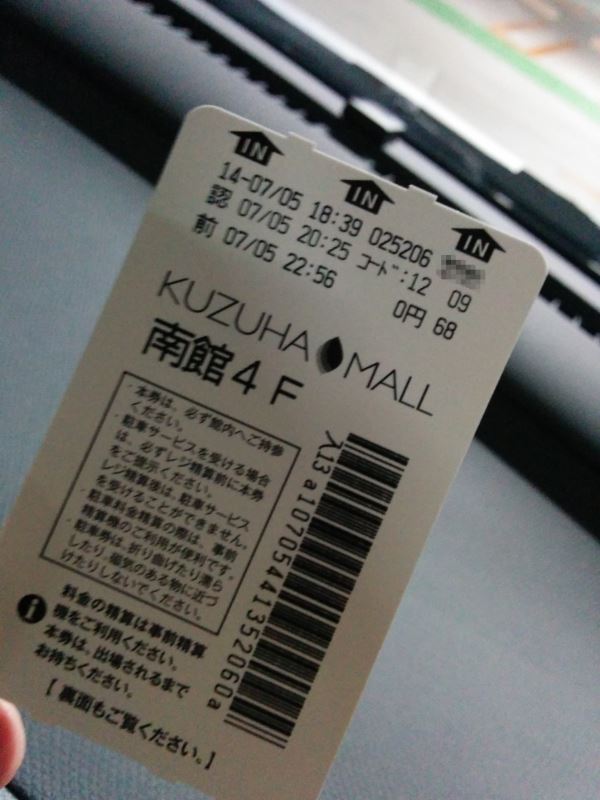 IN IN IN
14-07/05 18:39 025206
認 07/05 20:25 コード:12 09
前 07/05 22:56 0円 68
KUZUHA MALL
南館4F
・本券は、必ず館内へご持参
ください。
・駐車サービスを受ける場合
は、必ずレジ精算前に本券
をご提示ください。
レジ精算後は、駐車サービス
を受けることができません。
・駐車料金精算の際は、事前
精算機のご利用が便利です。
・駐車券は、折り曲げたり濡ら
したり、磁気のある物に近づ
けたりしないでください。
i 料金の精算は事前精算
機をご利用ください。
本券は、出場されるまで
お持ちください。
[ 裏面もご覧ください。]
入13 a1070544135206 0a